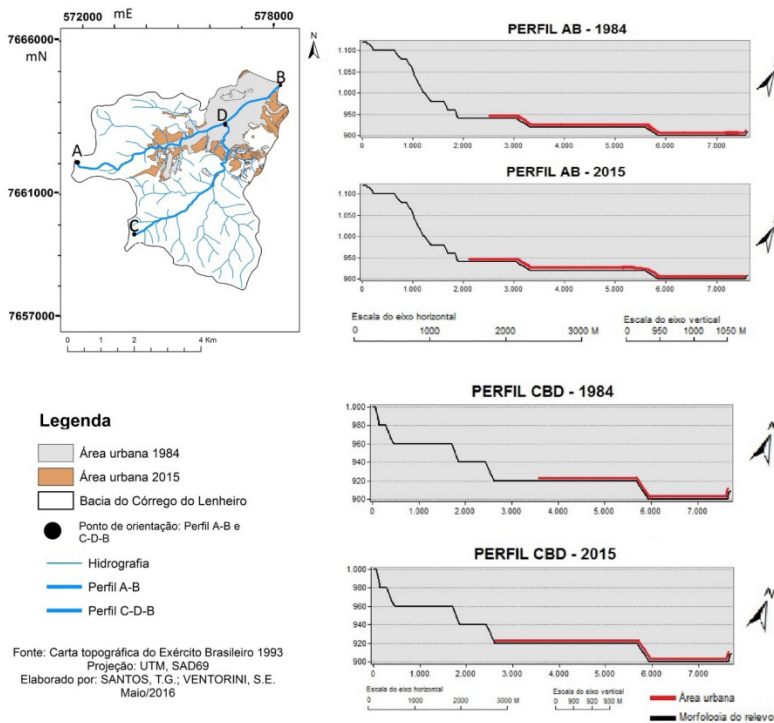 572000 mE 578000
7666000
mN
N
B
D
A
7661000
C
7657000
0 1 2 4 Km
PERFIL AB - 1984
1.100
1.050
1.000
950
900
0 1.000 2.000 3.000 4.000 5.000 6.000 7.000
PERFIL AB - 2015
1.100
1.050
1.000
950
900
0 1.000 2.000 3.000 4.000 5.000 6.000 7.000
Escala do eixo horizontal
0 1000 2000 3000 M
Escala do eixo vertical
0 950 1000 1050 M
Legenda
Área urbana 1984
Área urbana 2015
Bacia do Córrego do Lenheiro
Ponto de orientação: Perfil A-B e
C-D-B
Hidrografia
Perfil A-B
Perfil C-D-B
Fonte: Carta topográfica do Exército Brasileiro 1993
Projeção: UTM, SAD69
Elaborado por: SANTOS, T.G.; VENTORINI, S.E.
Maio/2016
PERFIL CBD - 1984
1.000
980
960
940
920
900
0 1.000 2.000 3.000 4.000 5.000 6.000 7.000
PERFIL CBD - 2015
1.000
980
960
940
920
900
0 1.000 2.000 3.000 4.000 5.000 6.000 7.000
Escala do eixo horizontal
0 1000 2000 3000 M
Escala do eixo vertical
0 900 920 930 M
Área urbana
Morfologia do relevo